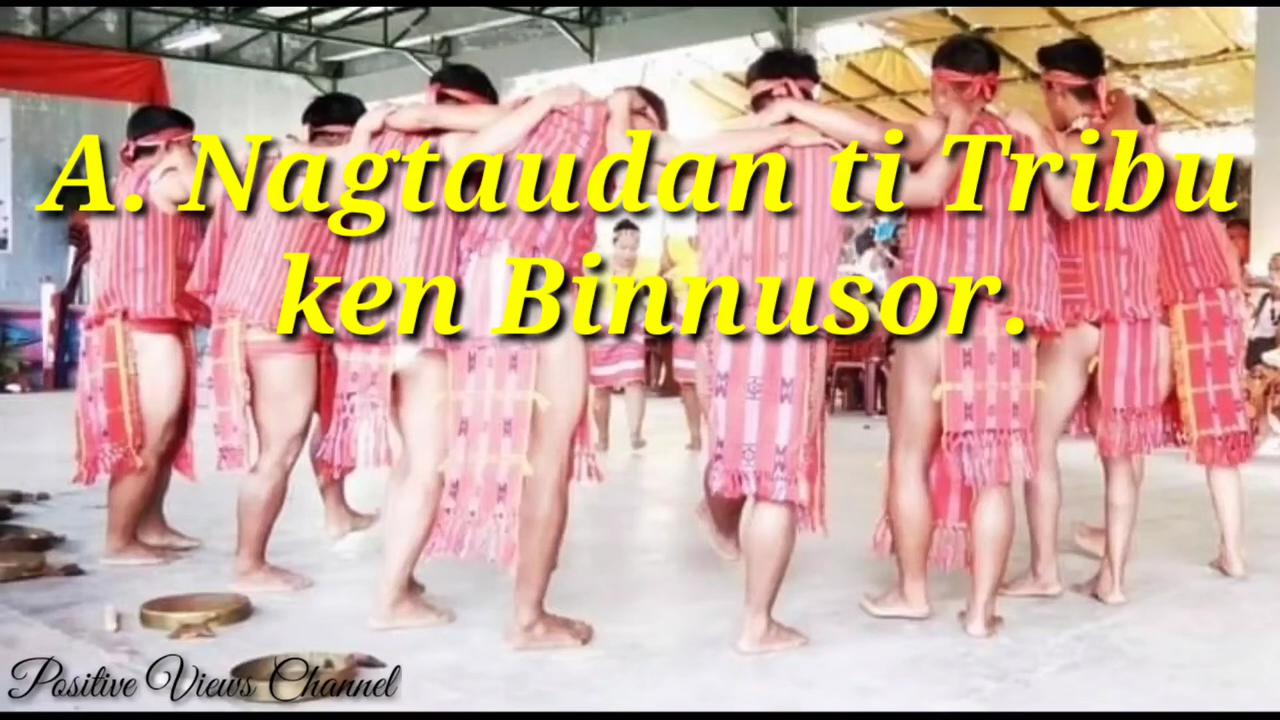 A. Nagtaudan ti Tribu
ken Binnusor.
Positive Views Channel